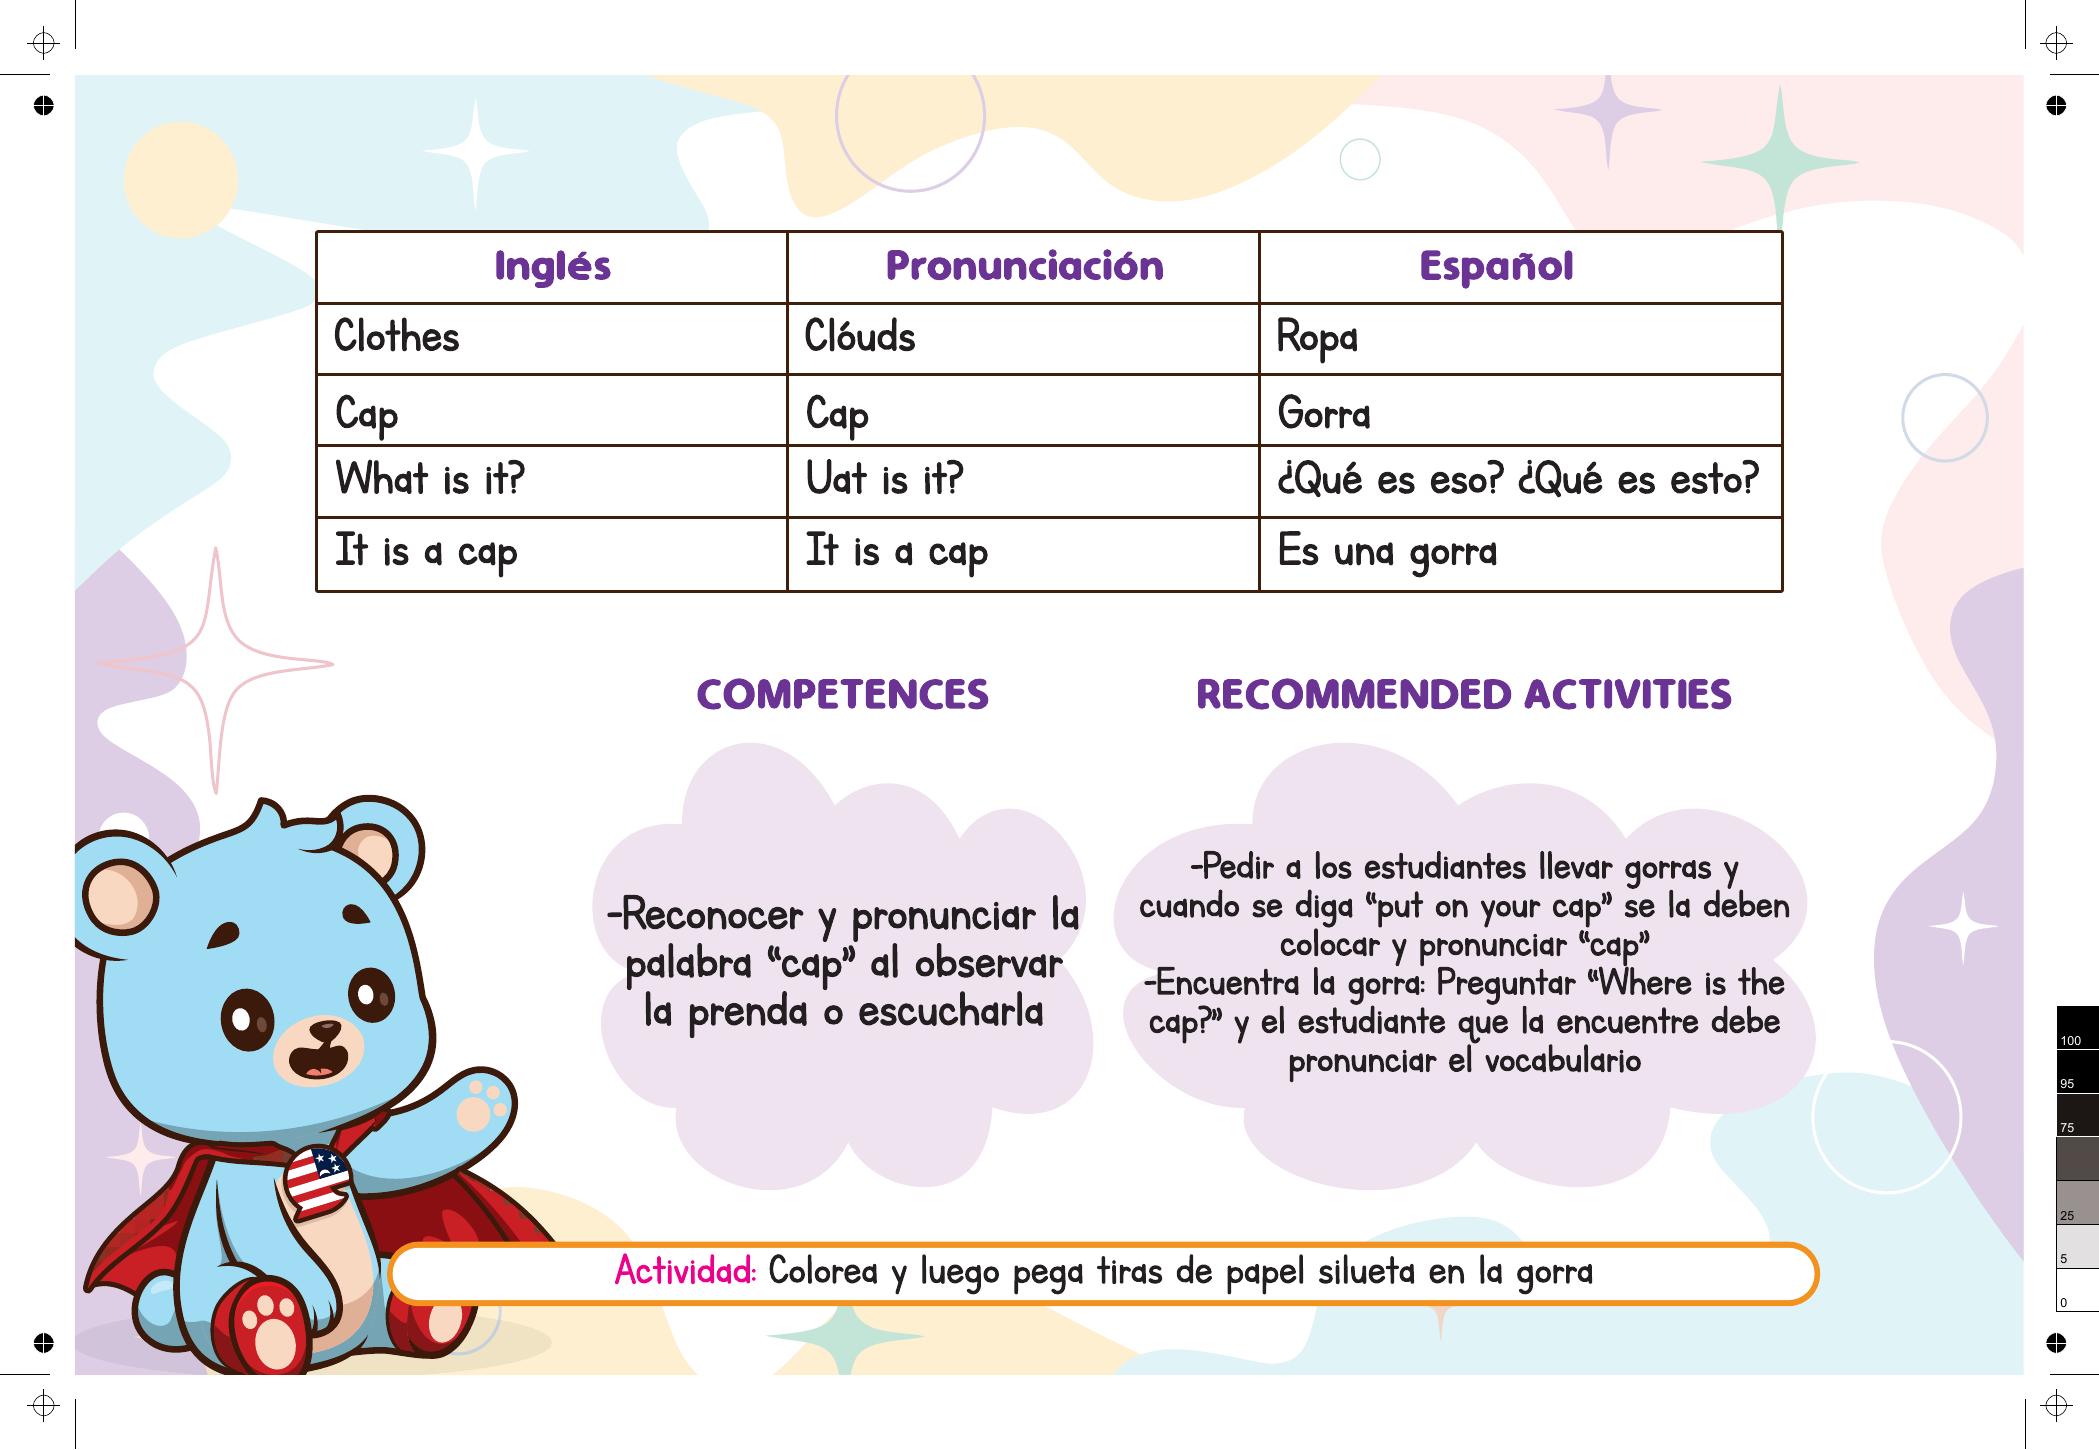 Inglés Pronunciación Español
Clothes Clóuds Ropa
Cap Cap Gorra
What is it? Uat is it? ¿Qué es eso? ¿Qué es esto?
It is a cap It is a cap Es una gorra
COMPETENCES
-Reconocer y pronunciar la
palabra “cap” al observar
la prenda o escucharla
RECOMMENDED ACTIVITIES
-Pedir a los estudiantes llevar gorras y
cuando se diga “put on your cap” se la deben
colocar y pronunciar “cap”
-Encuentra la gorra: Preguntar “Where is the
cap?” y el estudiante que la encuentre debe
pronunciar el vocabulario
Actividad: Colorea y luego pega tiras de papel silueta en la gorra
100
95
75
25
5
0